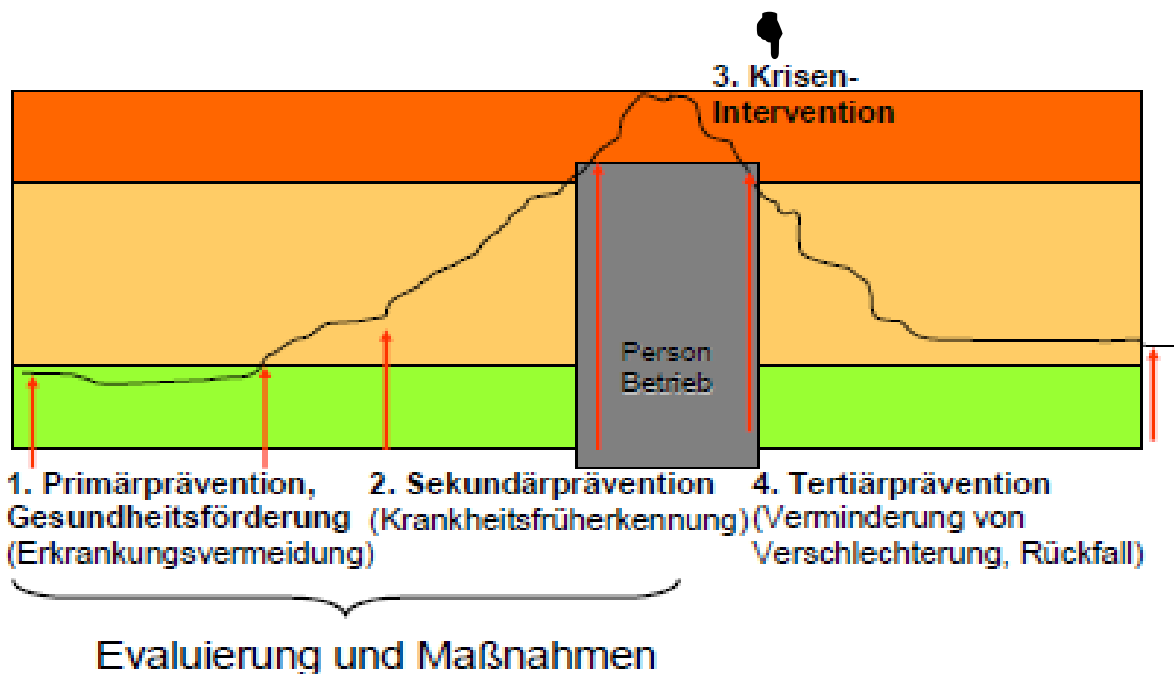 3. Krisen-
Intervention
Person
Betrieb
1. Primärprävention,
Gesundheitsförderung
(Erkrankungsvermeidung)
2. Sekundärprävention
(Krankheitsfrüherkennung)
4. Tertiärprävention
(Verminderung von
Verschlechterung, Rückfall)
Evaluierung und Maßnahmen